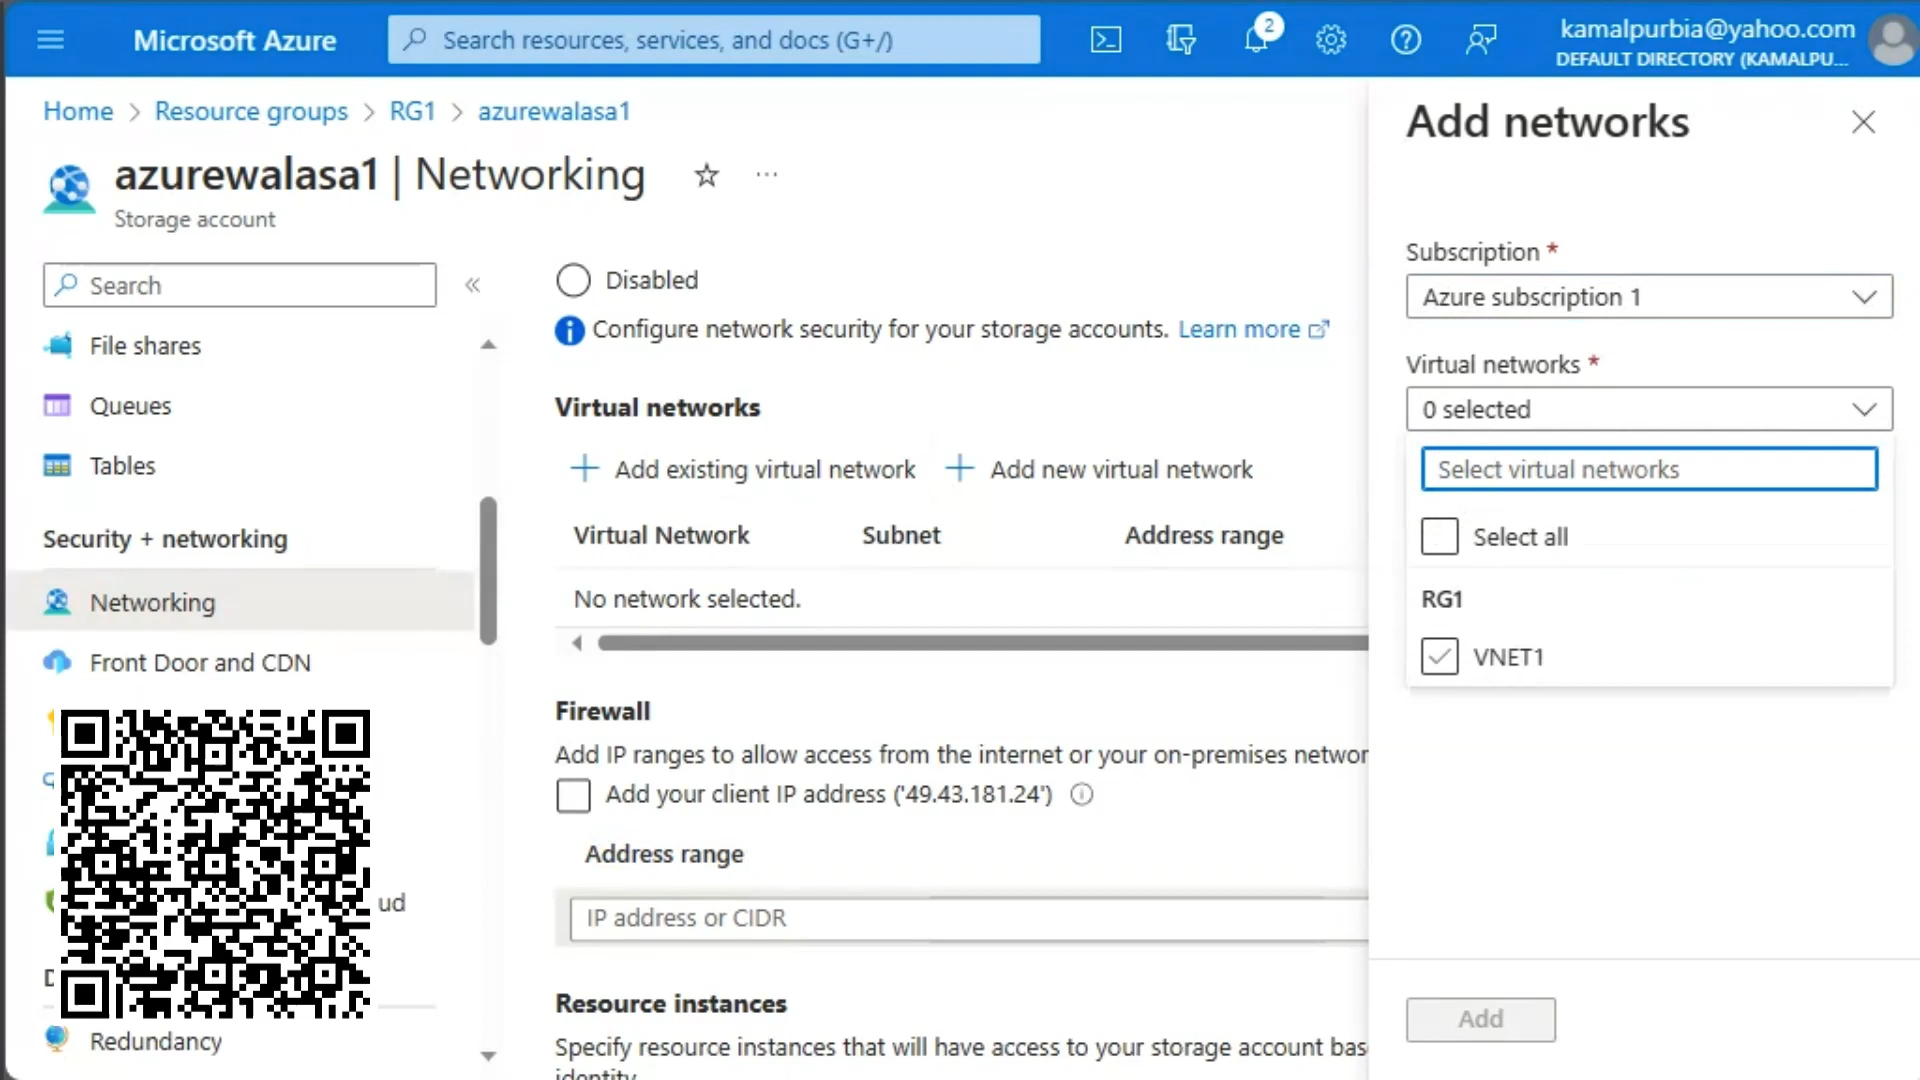 Microsoft Azure
Search resources, services, and docs (G+/)
2
kamalpurbia@yahoo.com
DEFAULT DIRECTORY (KAMALPU...
Home > Resource groups > RG1 > azurewalasa1
azurewalasa1 | Networking
Storage account
Search
File shares
Queues
Tables
Security + networking
Networking
Front Door and CDN
ud
Redundancy
Disabled
Configure network security for your storage accounts. Learn more
Virtual networks
Add existing virtual network
Add new virtual network
Virtual Network Subnet Address range
No network selected.
Firewall
Add IP ranges to allow access from the internet or your on-premises networ
Add your client IP address ('49.43.181.24')
Address range
IP address or CIDR
Resource instances
Specify resource instances that will have access to your storage account bas
identity.
Add networks
Subscription *
Azure subscription 1
Virtual networks *
0 selected
Select virtual networks
Select all
RG1
VNET1
Add